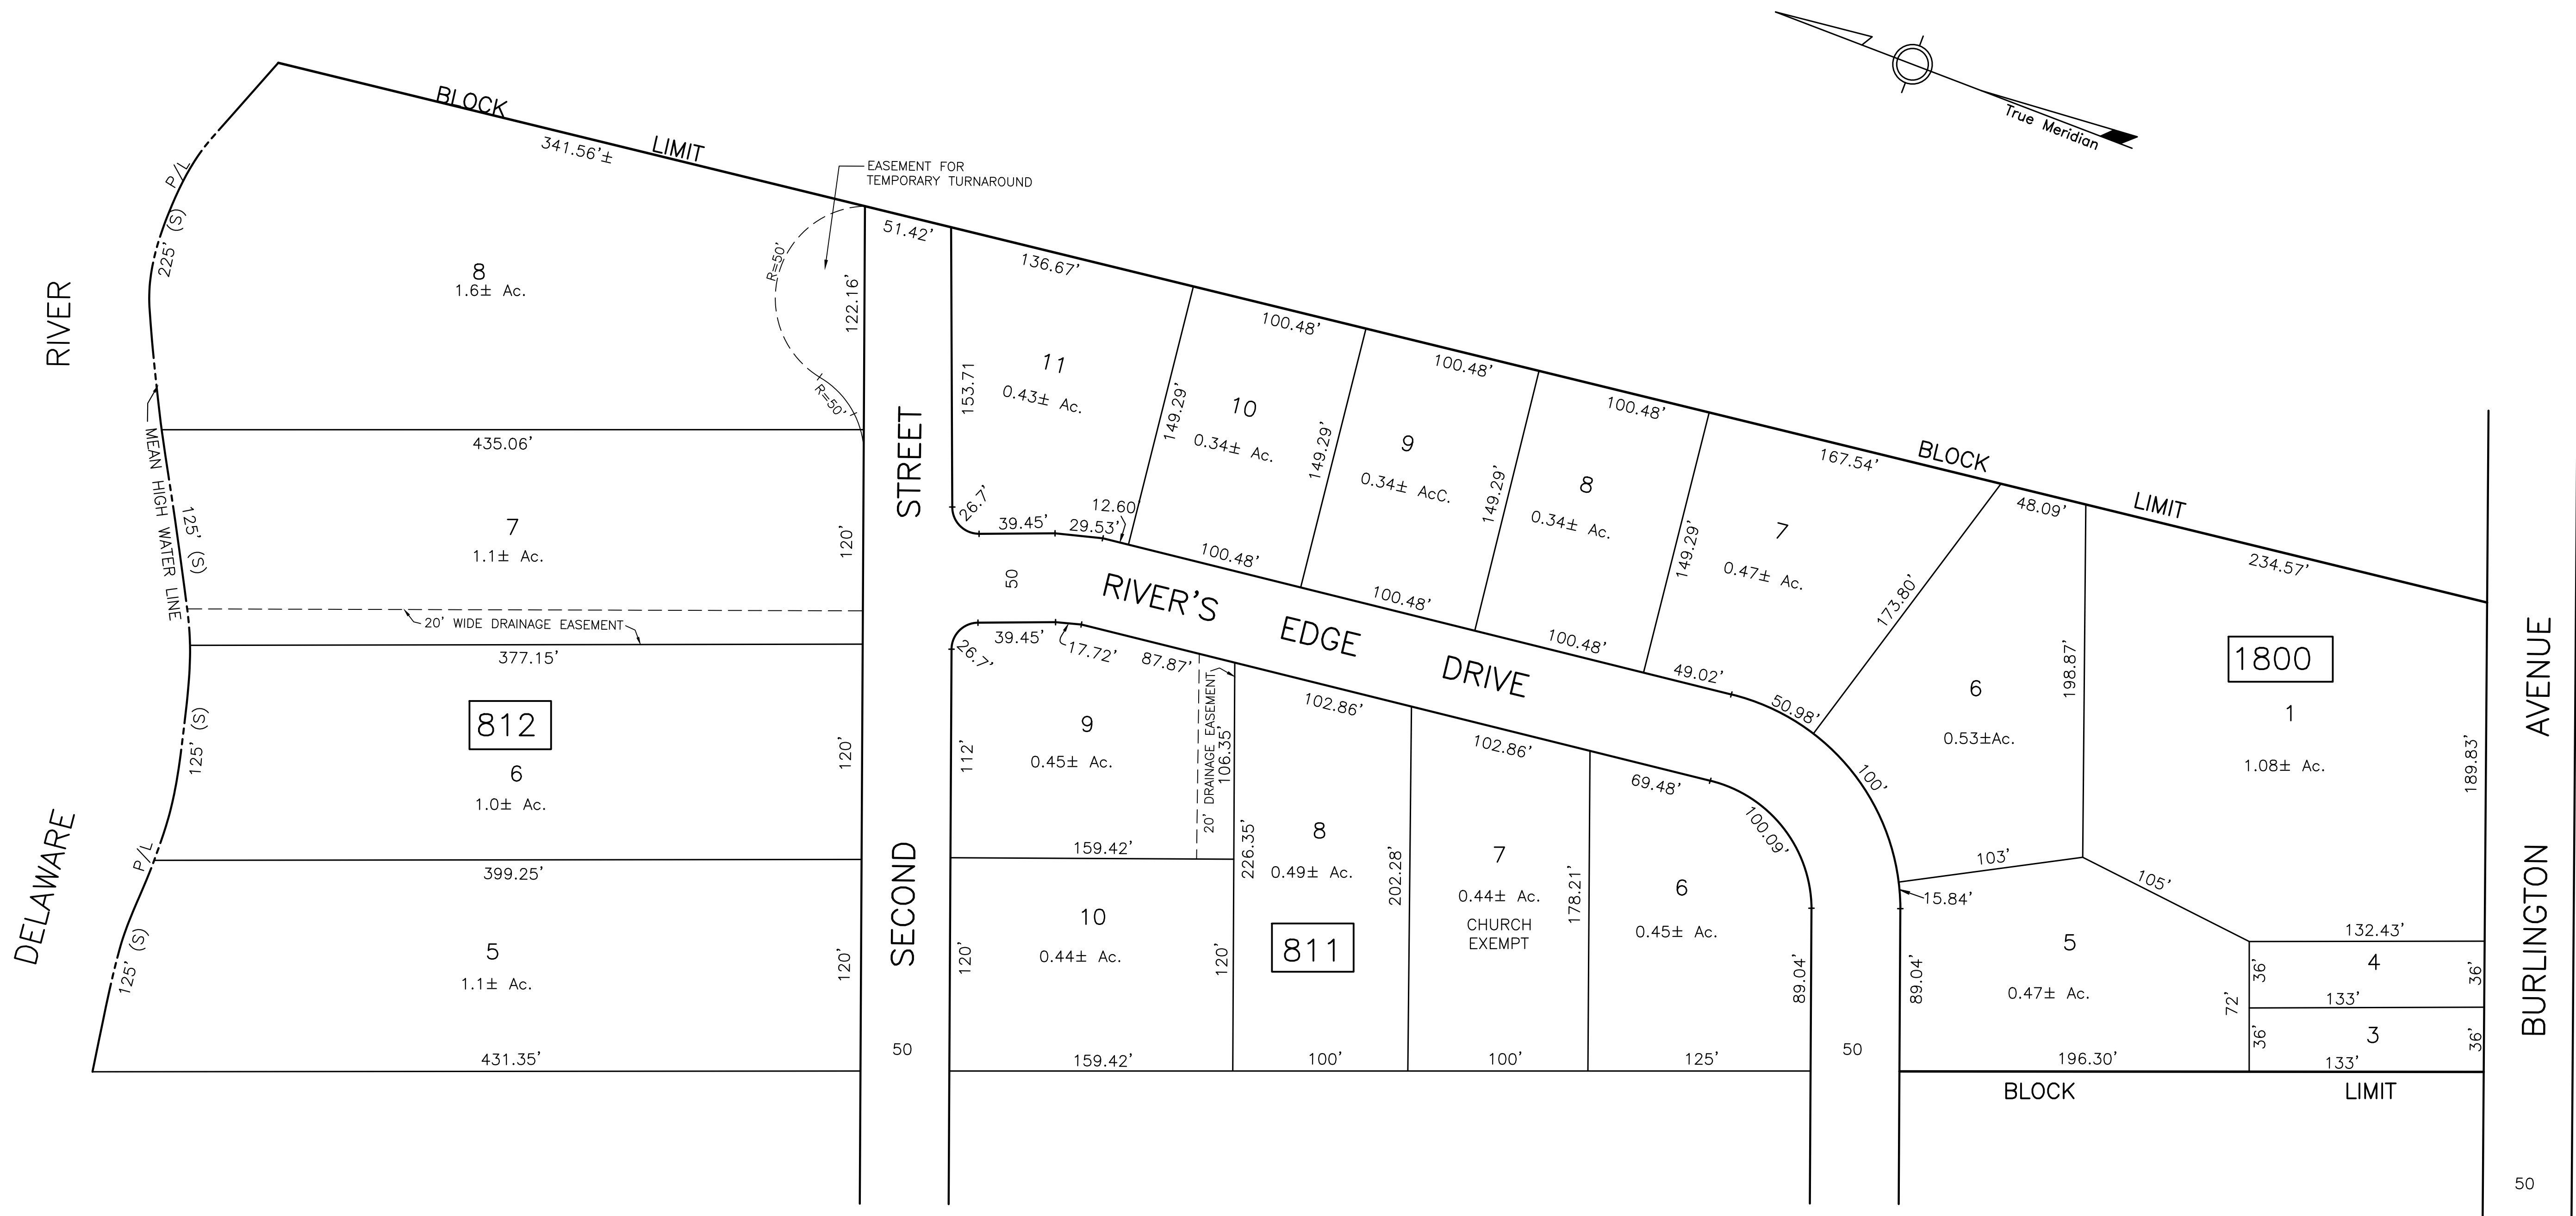 True Meridian
BLOCK
LIMIT
341.56'±
EASEMENT FOR
TEMPORARY TURNAROUND
P/L
225' (S)
R=50'
R=50'
122.16'
8
1.6± Ac.
RIVER
DELAWARE
MEAN HIGH WATER LINE
435.06'
125' (S)
7
1.1± Ac.
120'
20' WIDE DRAINAGE EASEMENT
377.15'
812
6
1.0± Ac.
120'
125' (S)
P/L
399.25'
5
1.1± Ac.
120'
125' (S)
431.35'
51.42'
STREET
SECOND
50
136.67'
153.71
11
0.43± Ac.
149.29'
26.7'
39.45'
29.53'
12.60'
100.48'
10
0.34± Ac.
149.29'
100.48'
100.48'
9
0.34± AcC.
149.29'
100.48'
100.48'
8
0.34± Ac.
149.29'
100.48'
167.54'
7
0.47± Ac.
49.02'
50.98'
173.80'
BLOCK
LIMIT
48.09'
6
0.53±Ac.
198.87'
100'
103'
234.57'
1800
1
1.08± Ac.
189.83'
105'
132.43'
15.84'
5
0.47± Ac.
89.04'
72'
196.30'
36'
4
36'
133'
36'
3
36'
133'
BLOCK
LIMIT
AVENUE
BURLINGTON
50
50
RIVER'S
EDGE
DRIVE
50
26.7'
39.45'
17.72'
87.87'
20' DRAINAGE EASEMENT
106.35'
9
0.45± Ac.
112'
159.42'
10
0.44± Ac.
120'
120'
159.42'
102.86'
226.35'
8
0.49± Ac.
811
202.28'
100'
102.86'
7
0.44± Ac.
CHURCH
EXEMPT
178.21'
100'
69.48'
100.09'
6
0.45± Ac.
89.04'
125'